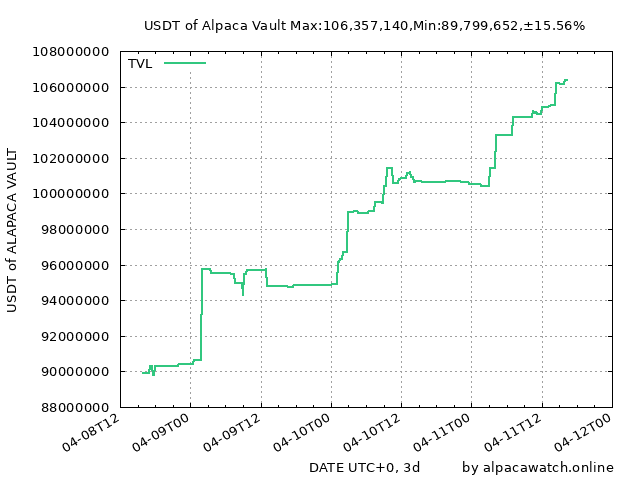 USDT of Alpaca Vault Max:106,357,140,Min:89,799,652,±15.56%
108000000
TVL
106000000
104000000
102000000
100000000
98000000
96000000
94000000
92000000
90000000
88000000
USDT of ALAPACA VAULT
04-08T12
04-09T00
04-09T12
04-10T00
04-10T12
04-11T00
04-11T12
04-12T00
DATE UTC+0, 3d
by alpacawatch.online